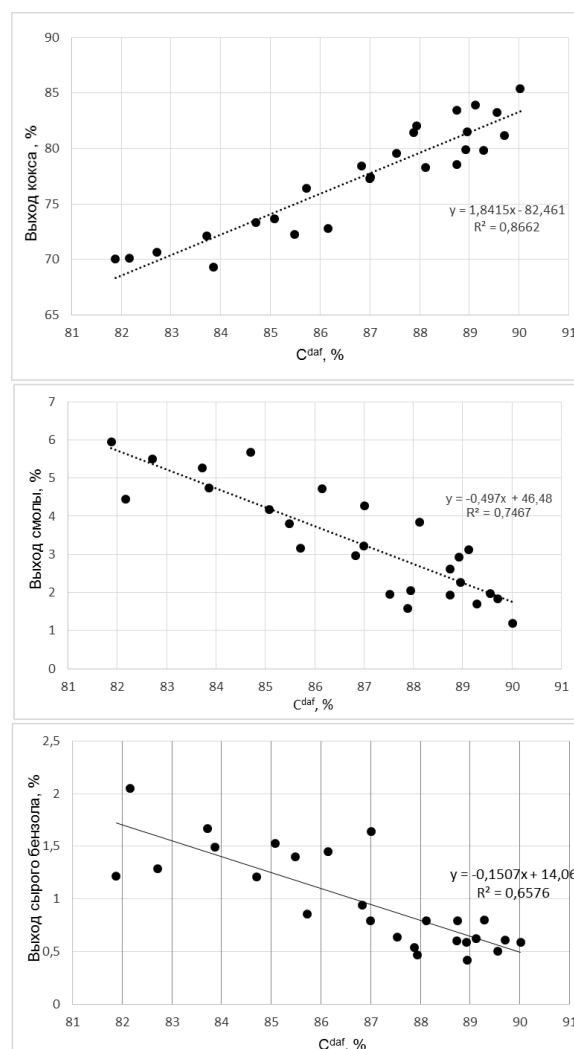 Выход кокса , %
90
85
80
75
70
65
y = 1,8415x - 82,461
R² = 0,8662
81 82 83 84 85 86 87 88 89 90 91
Cdaf, %
Выход смолы, %
7
6
5
4
3
2
1
0
y = -0,497x + 46,48
R² = 0,7467
81 82 83 84 85 86 87 88 89 90 91
Cdaf, %
Выход сырого бензола, %
2,5
2
1,5
1
0,5
0
y = -0,1507x + 14,06
R² = 0,6576
81 82 83 84 85 86 87 88 89 90 91
Cdaf, %